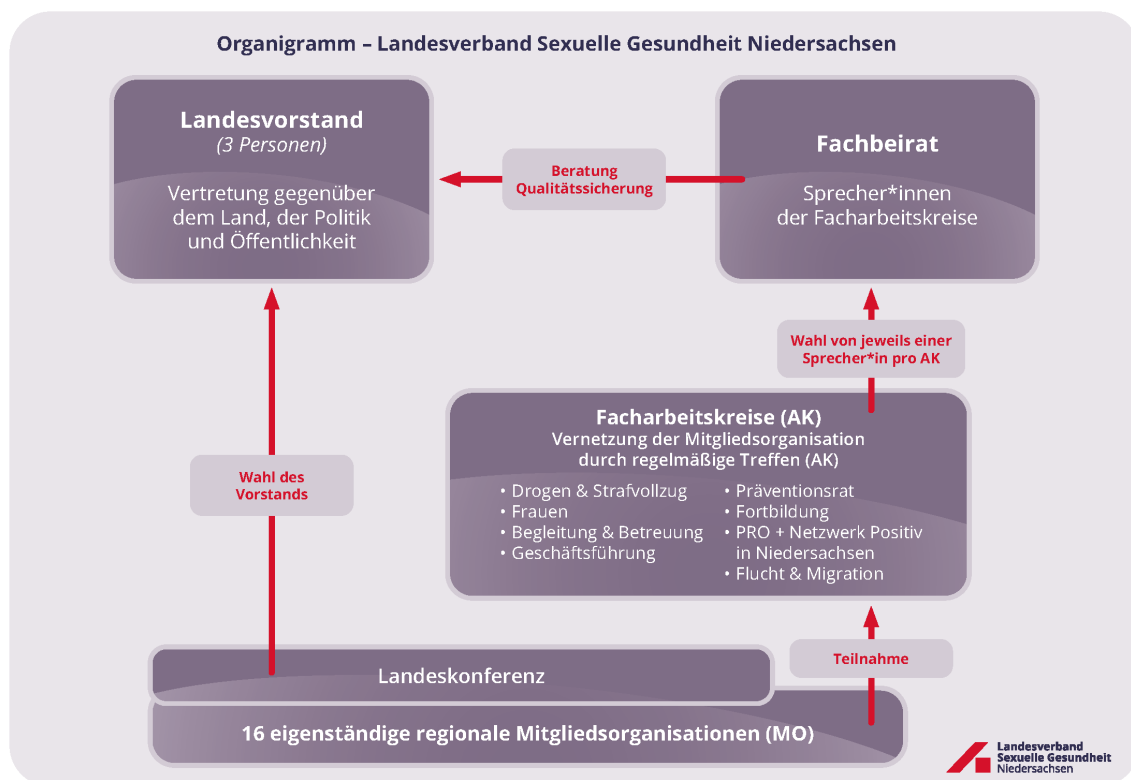 Organigramm – Landesverband Sexuelle Gesundheit Niedersachsen
Landesvorstand
(3 Personen)
Vertretung gegenüber
dem Land, der Politik
und Öffentlichkeit
Beratung
Qualitätssicherung
Fachbeirat
Sprecher*innen
der Facharbeitskreise
Wahl von jeweils einer
Sprecher*in pro AK
Facharbeitskreise (AK)
Vernetzung der Mitgliedsorganisation
durch regelmäßige Treffen (AK)
• Drogen & Strafvollzug
• Frauen
• Begleitung & Betreuung
• Geschäftsführung
• Präventionsrat
• Fortbildung
• PRO + Netzwerk Positiv
in Niedersachsen
• Flucht & Migration
Wahl des
Vorstands
Teilnahme
Landeskonferenz
16 eigenständige regionale Mitgliedsorganisationen (MO)
Landesverband
Sexuelle Gesundheit
Niedersachsen